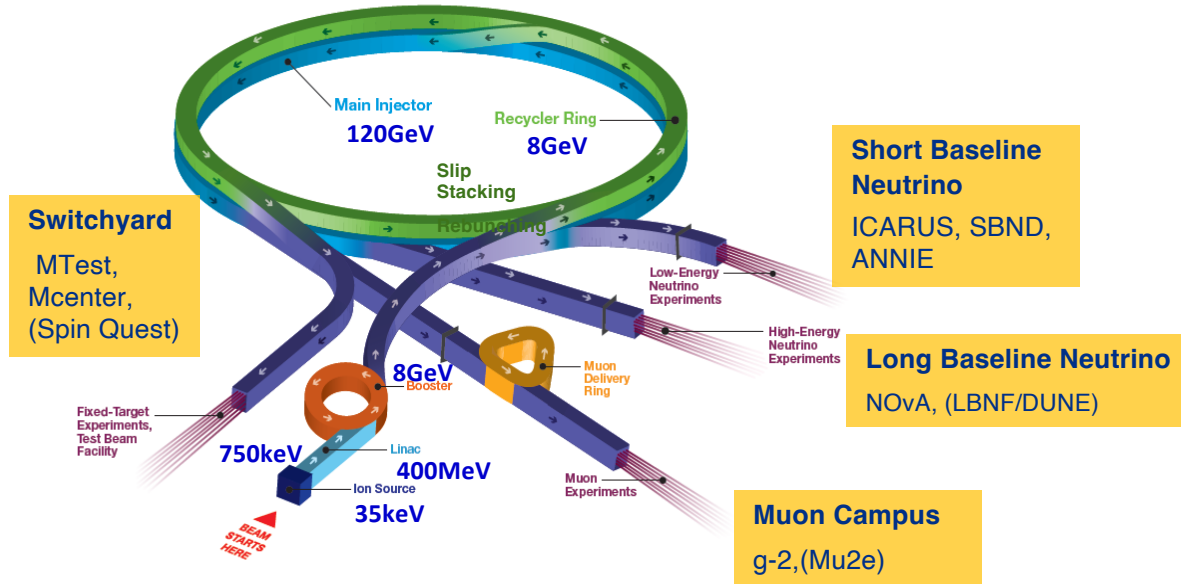 Main Injector
120GeV
Recycler Ring
8GeV
Slip
Stacking
Rebunching
Switchyard
MTest,
Mcenter,
(Spin Quest)
Short Baseline
Neutrino
ICARUS, SBND,
ANNIE
Low-Energy
Neutrino
Experiments
High-Energy
Neutrino
Experiments
Long Baseline Neutrino
NOvA, (LBNF/DUNE)
8GeV
Booster
Muon
Delivery
Ring
Fixed-Target
Experiments,
Test Beam
Facility
750keV
Linac
400MeV
Ion Source
35keV
BEAM
STARTS
HERE
Muon
Experiments
Muon Campus
g-2,(Mu2e)